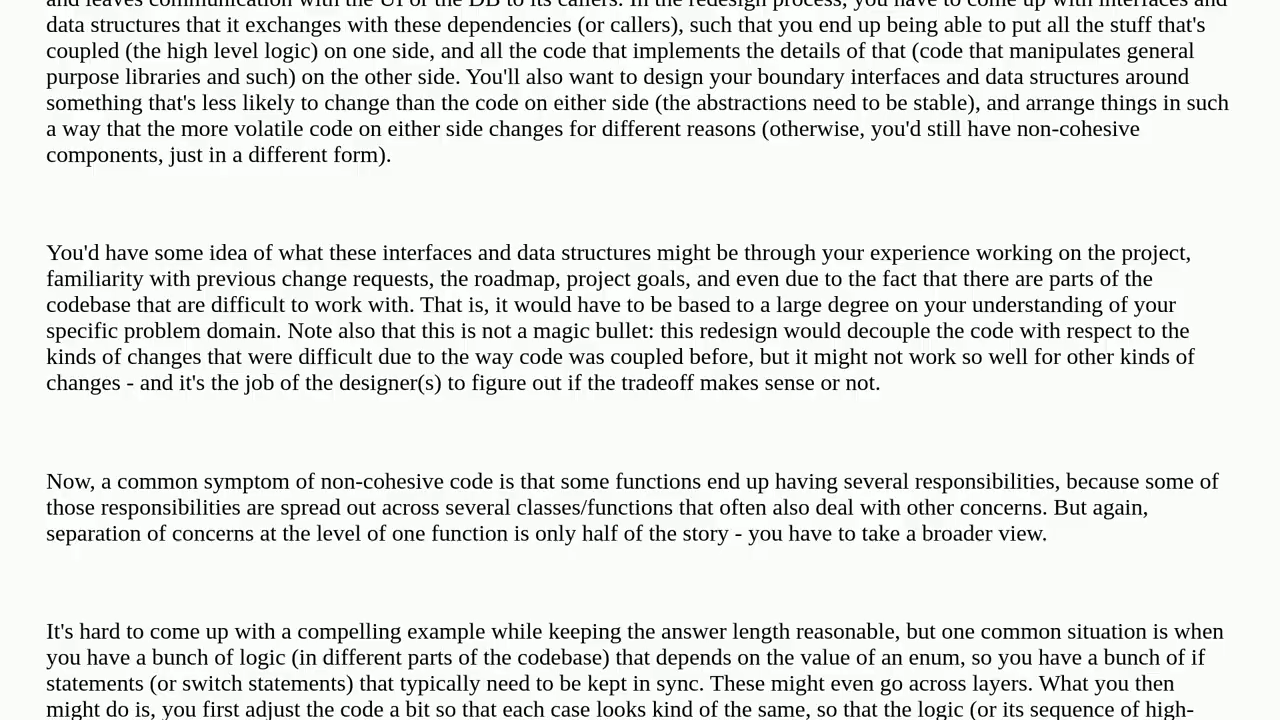 and leaves communication with the UI or the DB to its callers. In the redesign process, you have to come up with interfaces and
data structures that it exchanges with these dependencies (or callers), such that you end up being able to put all the stuff that's
coupled (the high level logic) on one side, and all the code that implements the details of that (code that manipulates general
purpose libraries and such) on the other side. You'll also want to design your boundary interfaces and data structures around
something that's less likely to change than the code on either side (the abstractions need to be stable), and arrange things in such
a way that the more volatile code on either side changes for different reasons (otherwise, you'd still have non-cohesive
components, just in a different form).
You'd have some idea of what these interfaces and data structures might be through your experience working on the project,
familiarity with previous change requests, the roadmap, project goals, and even due to the fact that there are parts of the
codebase that are difficult to work with. That is, it would have to be based to a large degree on your understanding of your
specific problem domain. Note also that this is not a magic bullet: this redesign would decouple the code with respect to the
kinds of changes that were difficult due to the way code was coupled before, but it might not work so well for other kinds of
changes - and it's the job of the designer(s) to figure out if the tradeoff makes sense or not.
Now, a common symptom of non-cohesive code is that some functions end up having several responsibilities, because some of
those responsibilities are spread out across several classes/functions that often also deal with other concerns. But again,
separation of concerns at the level of one function is only half of the story - you have to take a broader view.
It's hard to come up with a compelling example while keeping the answer length reasonable, but one common situation is when
you have a bunch of logic (in different parts of the codebase) that depends on the value of an enum, so you have a bunch of if
statements (or switch statements) that typically need to be kept in sync. These might even go across layers. What you then
might do is, you first adjust the code a bit so that each case looks kind of the same, so that the logic (or its sequence of high-